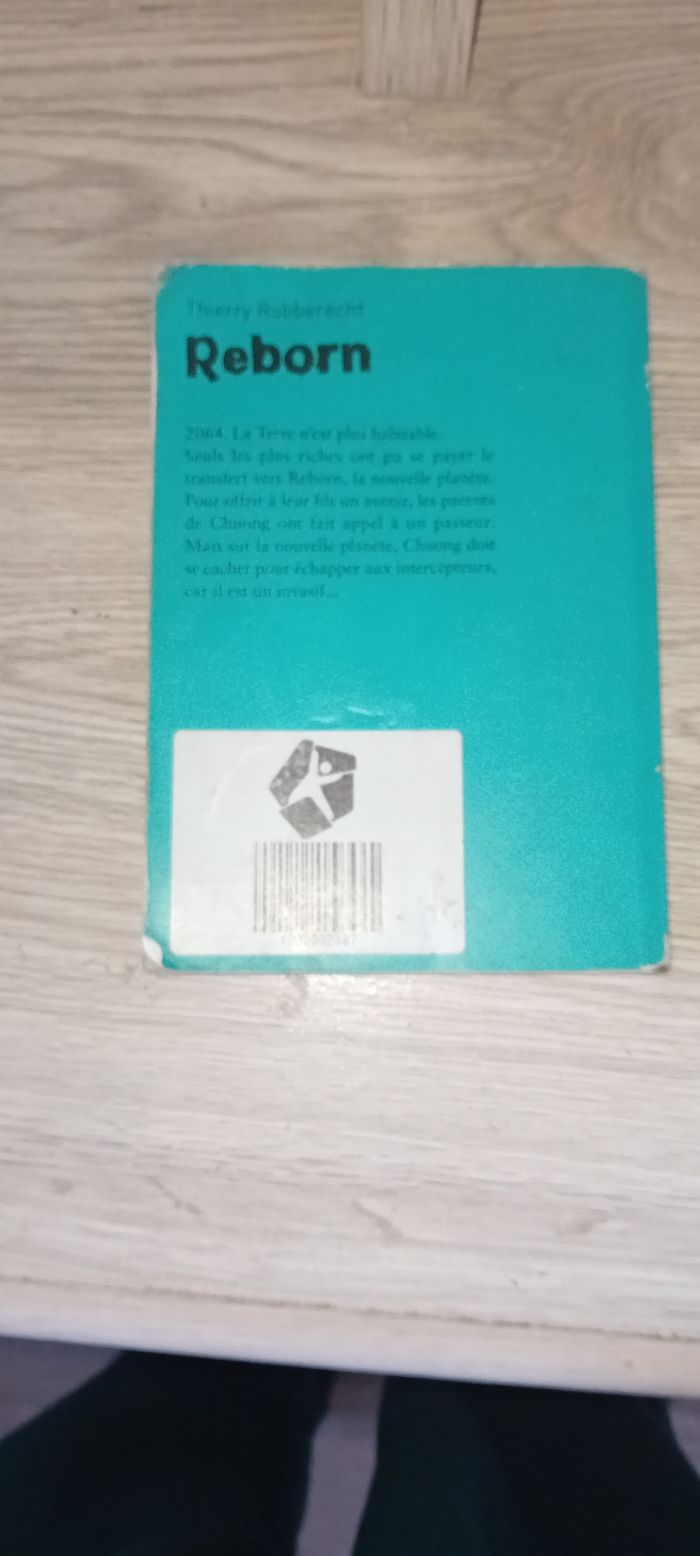 Thierry Robberecht
Reborn
2064. La Terre n'est plus habitable.
Seuls les plus riches ont pu se payer le
transfert vers Reborn, la nouvelle planète.
Pour offrir à leur fils un avenir, les parents
de Chuong ont fait appel à un passeur.
Mais sur la nouvelle planète, Chuong doit
se cacher pour échapper aux intercepteurs,
car il est un invasif...